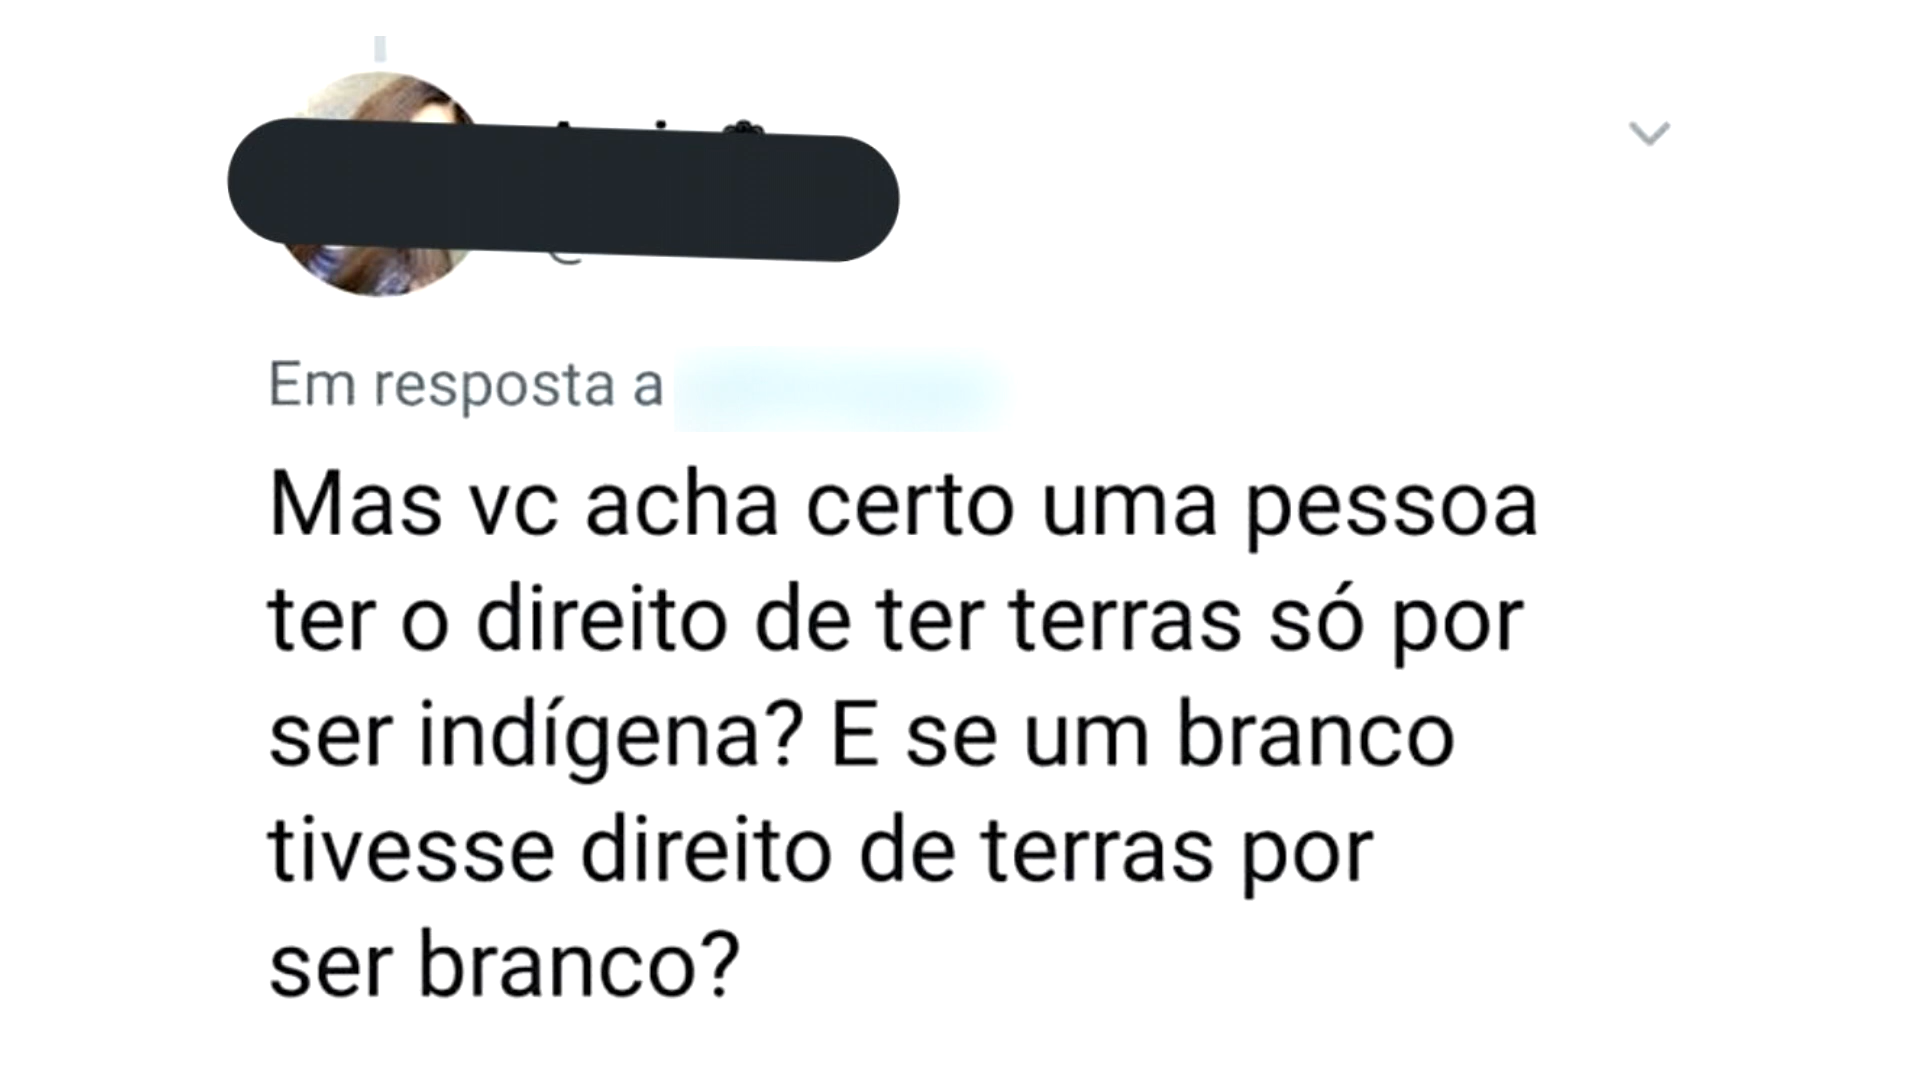 Em resposta a
Mas vc acha certo uma pessoa
ter o direito de ter terras só por
ser indígena? E se um branco
tivesse direito de terras por
ser branco?